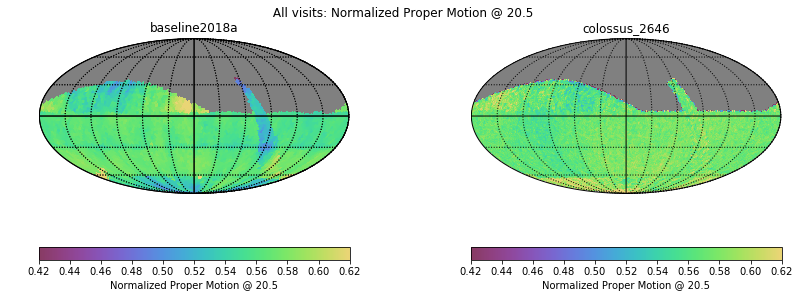 All visits: Normalized Proper Motion @ 20.5
baseline2018a
colossus_2646
0.42 0.44 0.46 0.48 0.50 0.52 0.54 0.56 0.58 0.60 0.62
Normalized Proper Motion @ 20.5
0.42 0.44 0.46 0.48 0.50 0.52 0.54 0.56 0.58 0.60 0.62
Normalized Proper Motion @ 20.5